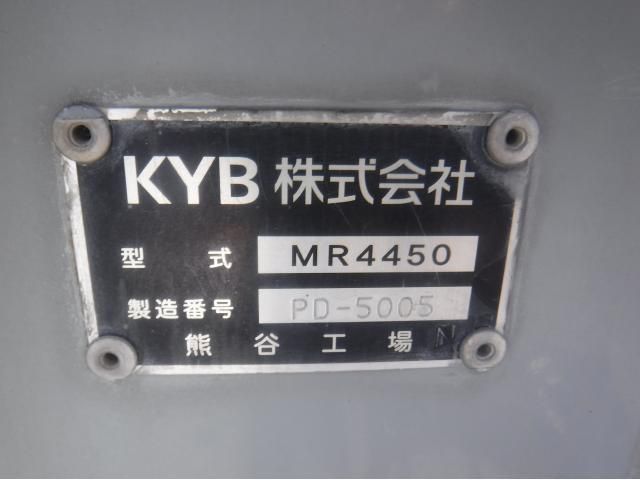 KYB 株式会社
型式 MR4450
製造番号 PD-5005
熊谷工場 N